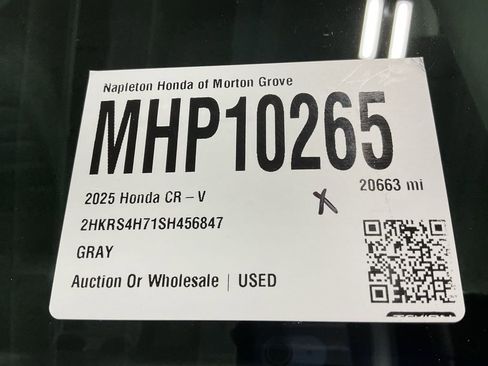 Napleton Honda of Morton Grove
MHP10265
2025 Honda CR – V
20663 mi
2HKRS4H71SH456847
GRAY
Auction Or Wholesale | USED